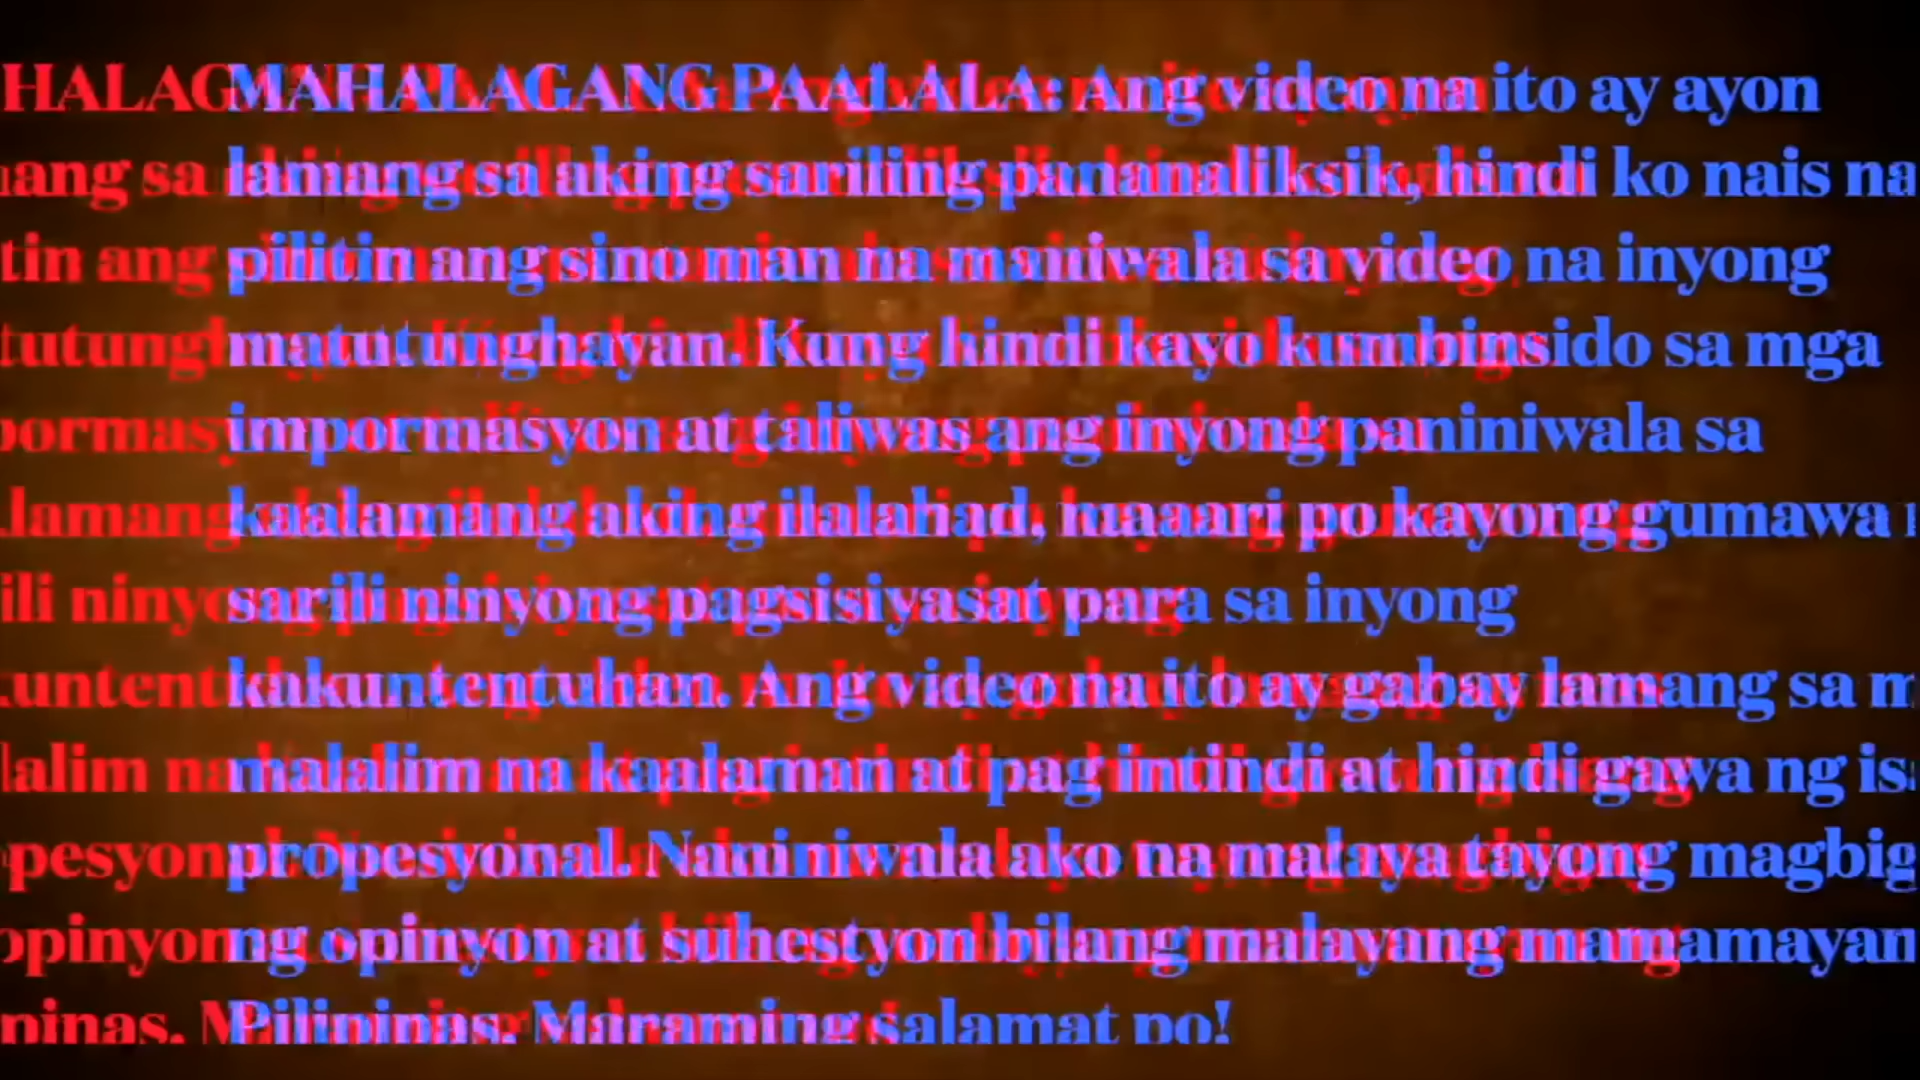 MAHALAGANG PAALALA: Ang video na ito ay ayon
lamang sa aking sariling pananaliksik, hindi ko nais na
pilitin ang sino man na maniwala sa video na inyong
matutunghayan. Kung hindi kayo kumbinsido sa mga
impormasyon at taliwas ang inyong paniniwala sa
kaalamang aking ilalahad, maaari po kayong gumawa
sarili ninyong pagsisiyasat para sa inyong
kakuntentuhan. Ang video na ito ay gabay lamang sa m
malalim na kaalaman at pag intindi at hindi gawa ng is
propesyonal. Naniniwala ako na malaya tayong magbig
ng opinyon at suhestyon bilang malayang mamamayan
Pilipinas. Maraming salamat po!